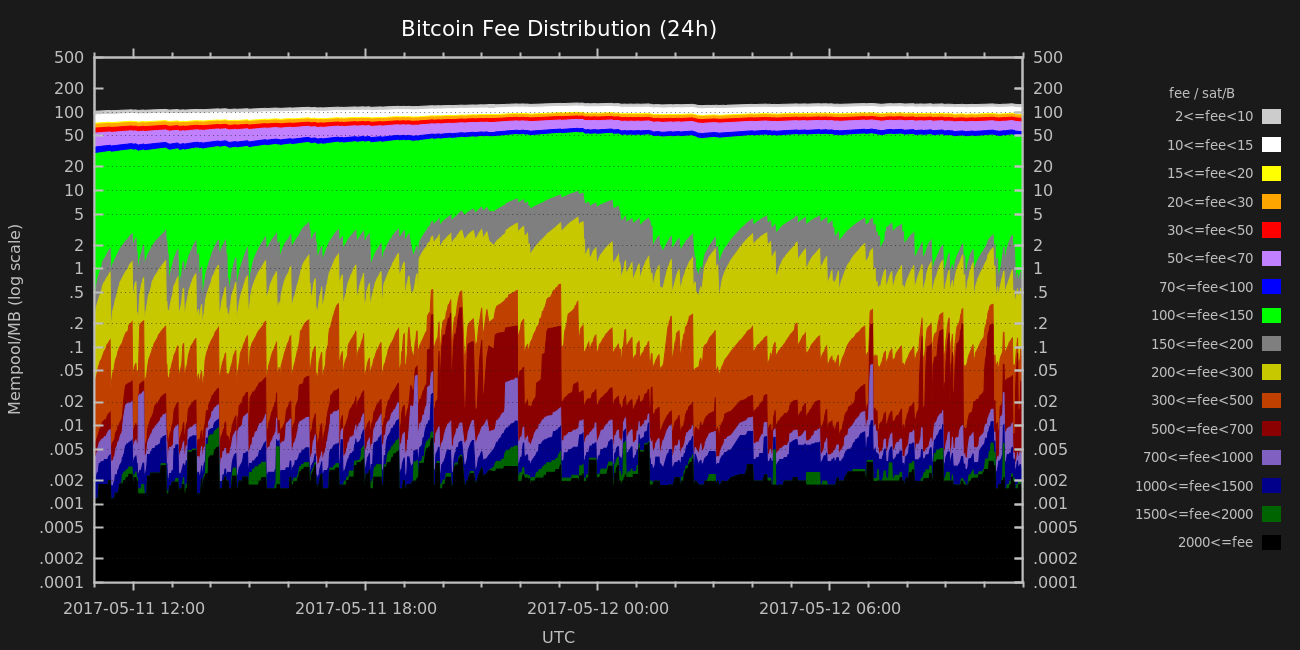 Bitcoin Fee Distribution (24h)
500
200
100
50
20
10
5
2
1
.5
.2
.1
.05
.02
.01
.005
.002
.001
.0005
.0002
.0001
Mempool/MB (log scale)
500
200
100
50
20
10
5
2
1
.5
.2
.1
.05
.02
.01
.005
.002
.001
.0005
.0002
.0001
2017-05-11 12:00 2017-05-11 18:00 2017-05-12 00:00 2017-05-12 06:00
UTC
fee / sat/B
2<=fee<10
10<=fee<15
15<=fee<20
20<=fee<30
30<=fee<50
50<=fee<70
70<=fee<100
100<=fee<150
150<=fee<200
200<=fee<300
300<=fee<500
500<=fee<700
700<=fee<1000
1000<=fee<1500
1500<=fee<2000
2000<=fee